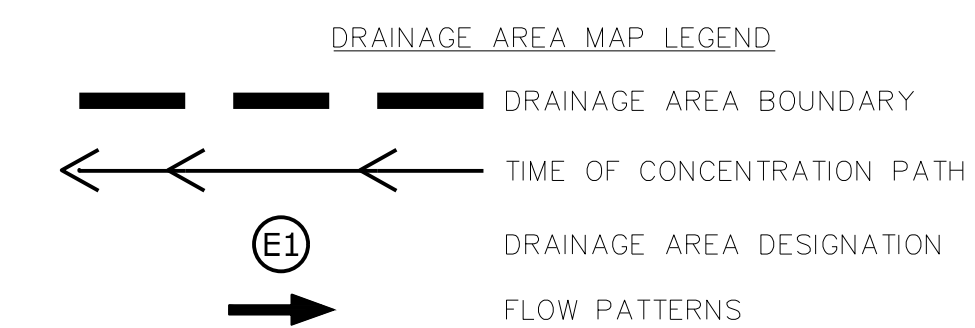 DRAINAGE AREA MAP LEGEND
DRAINAGE AREA BOUNDARY
TIME OF CONCENTRATION PATH
E1 DRAINAGE AREA DESIGNATION
FLOW PATTERNS